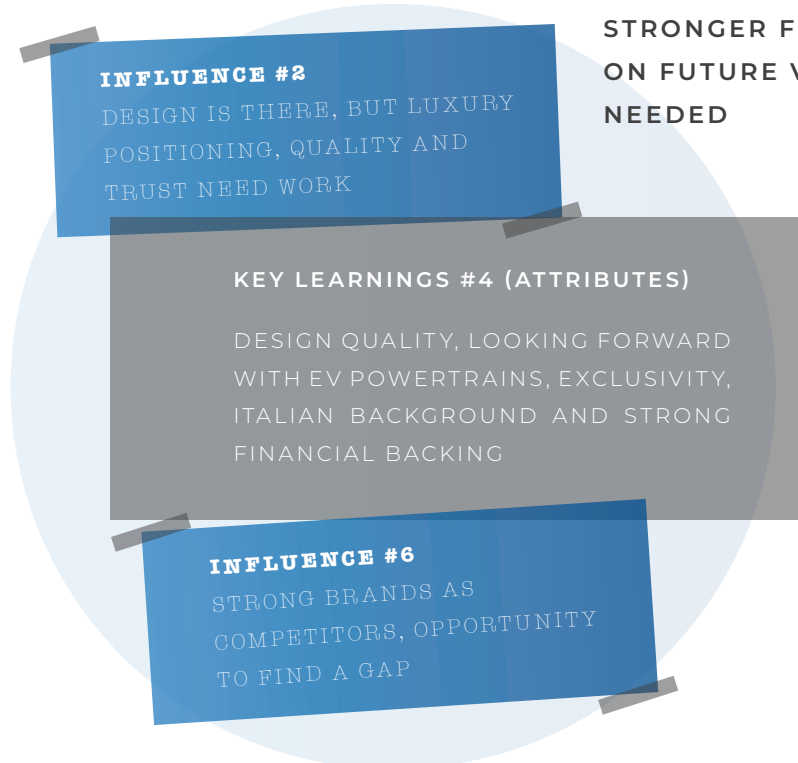 STRONGER
ON FUTURE
NEEDED
INFLUENCE #2
DESIGN IS THERE, BUT LUXURY
POSITIONING, QUALITY AND
TRUST NEED WORK
KEY LEARNINGS #4 (ATTRIBUTES)
DESIGN QUALITY, LOOKING FORWARD
WITH EV POWERTRAINS, EXCLUSIVITY,
ITALIAN BACKGROUND AND STRONG
FINANCIAL BACKING
INFLUENCE #6
STRONG BRANDS AS
COMPETITORS, OPPORTUNITY
TO FIND A GAP